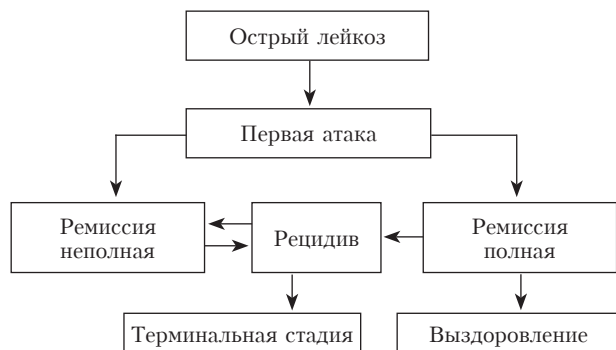 Острый лейкоз
Первая атака
Ремиссия
неполная
Рецидив
Ремиссия
полная
Терминальная стадия
Выздоровление